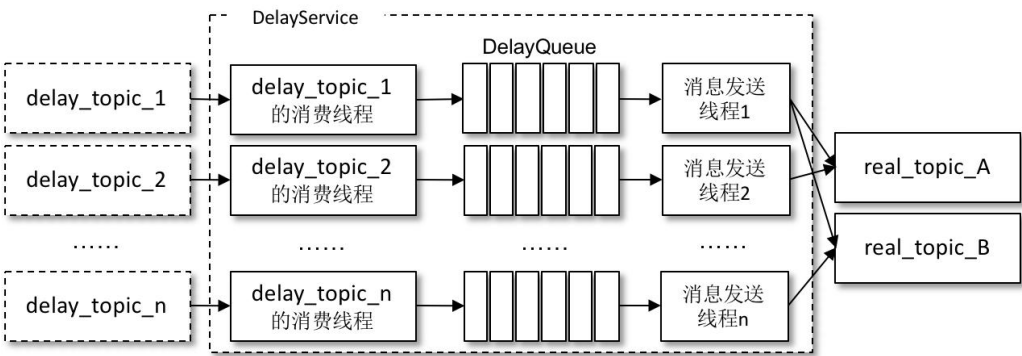 DelayService
DelayQueue
delay_topic_1
delay_topic_1
的消费线程
消息发送
线程1
delay_topic_2
delay_topic_2
的消费线程
消息发送
线程2
real_topic_A
……
……
……
……
real_topic_B
delay_topic_n
delay_topic_n
的消费线程
消息发送
线程n